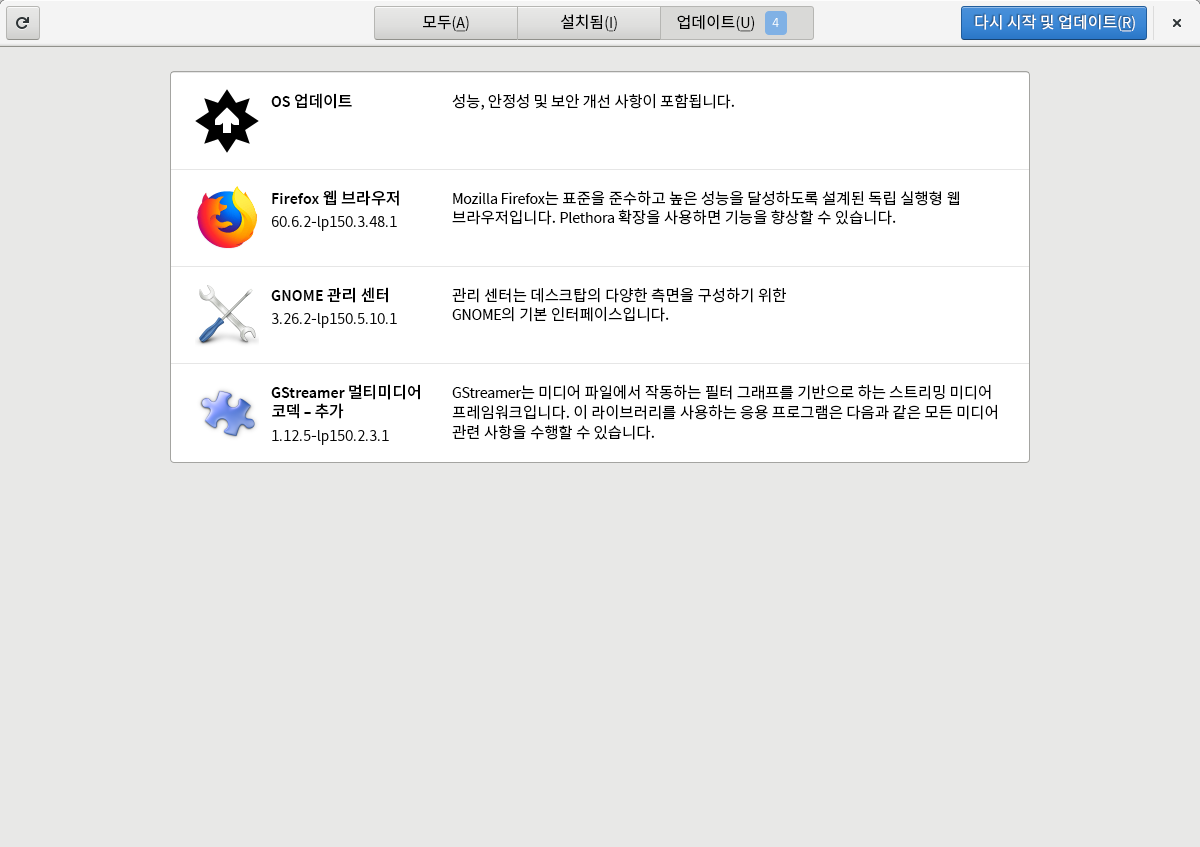 모두(A)
설치됨(I)
업데이트(U) 4
다시 시작 및 업데이트(R)
OS 업데이트
성능, 안정성 및 보안 개선 사항이 포함됩니다.
Firefox 웹 브라우저
60.6.2-lp150.3.48.1
Mozilla Firefox는 표준을 준수하고 높은 성능을 달성하도록 설계된 독립 실행형 웹
브라우저입니다. Plethora 확장을 사용하면 기능을 향상할 수 있습니다.
GNOME 관리 센터
3.26.2-lp150.5.10.1
관리 센터는 데스크탑의 다양한 측면을 구성하기 위한
GNOME의 기본 인터페이스입니다.
GStreamer 멀티미디어
코덱 – 추가
1.12.5-lp150.2.3.1
GStreamer는 미디어 파일에서 작동하는 필터 그래프를 기반으로 하는 스트리밍 미디어
프레임워크입니다. 이 라이브러리를 사용하는 응용 프로그램은 다음과 같은 모든 미디어
관련 사항을 수행할 수 있습니다.